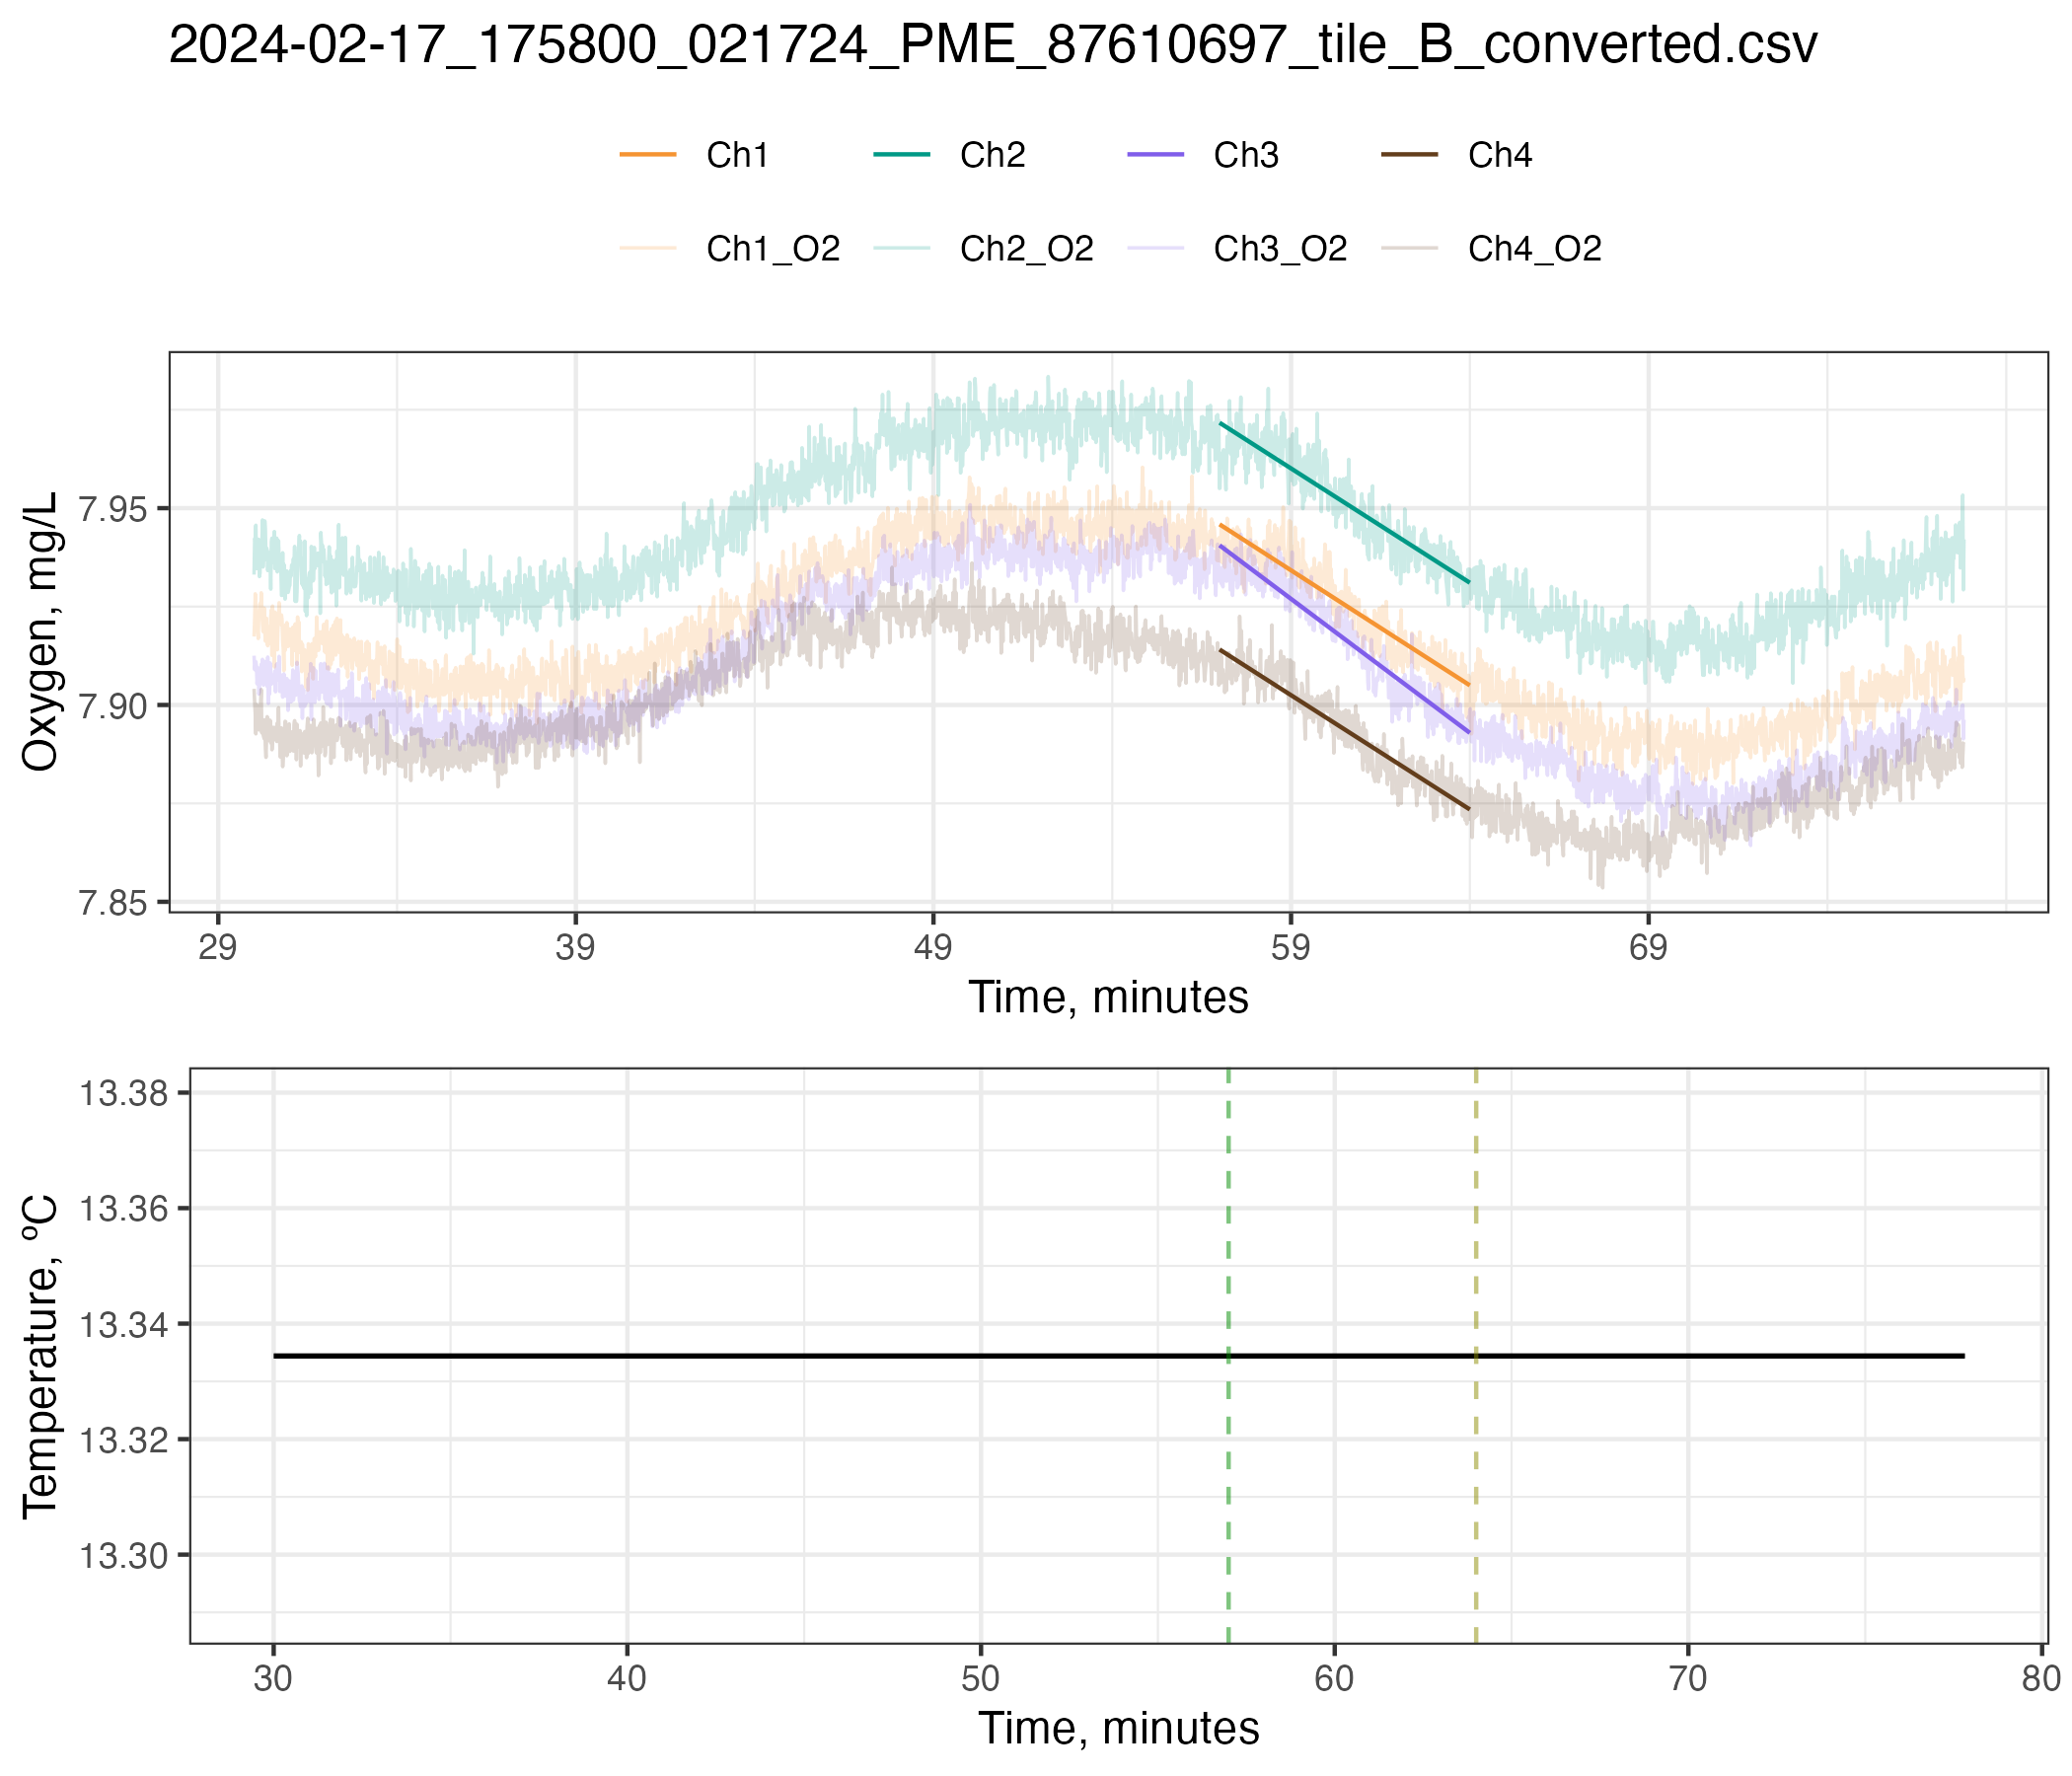 2024-02-17_175800_021724_PME_87610697_tile_B_converted.csv
Ch1 Ch2 Ch3 Ch4
Ch1_O2 Ch2_O2 Ch3_O2 Ch4_O2
Oxygen, mg/L
7.95
7.90
7.85
29 39 49 59 69
Time, minutes
Temperature, ºC
13.38
13.36
13.34
13.32
13.30
30 40 50 60 70 80
Time, minutes